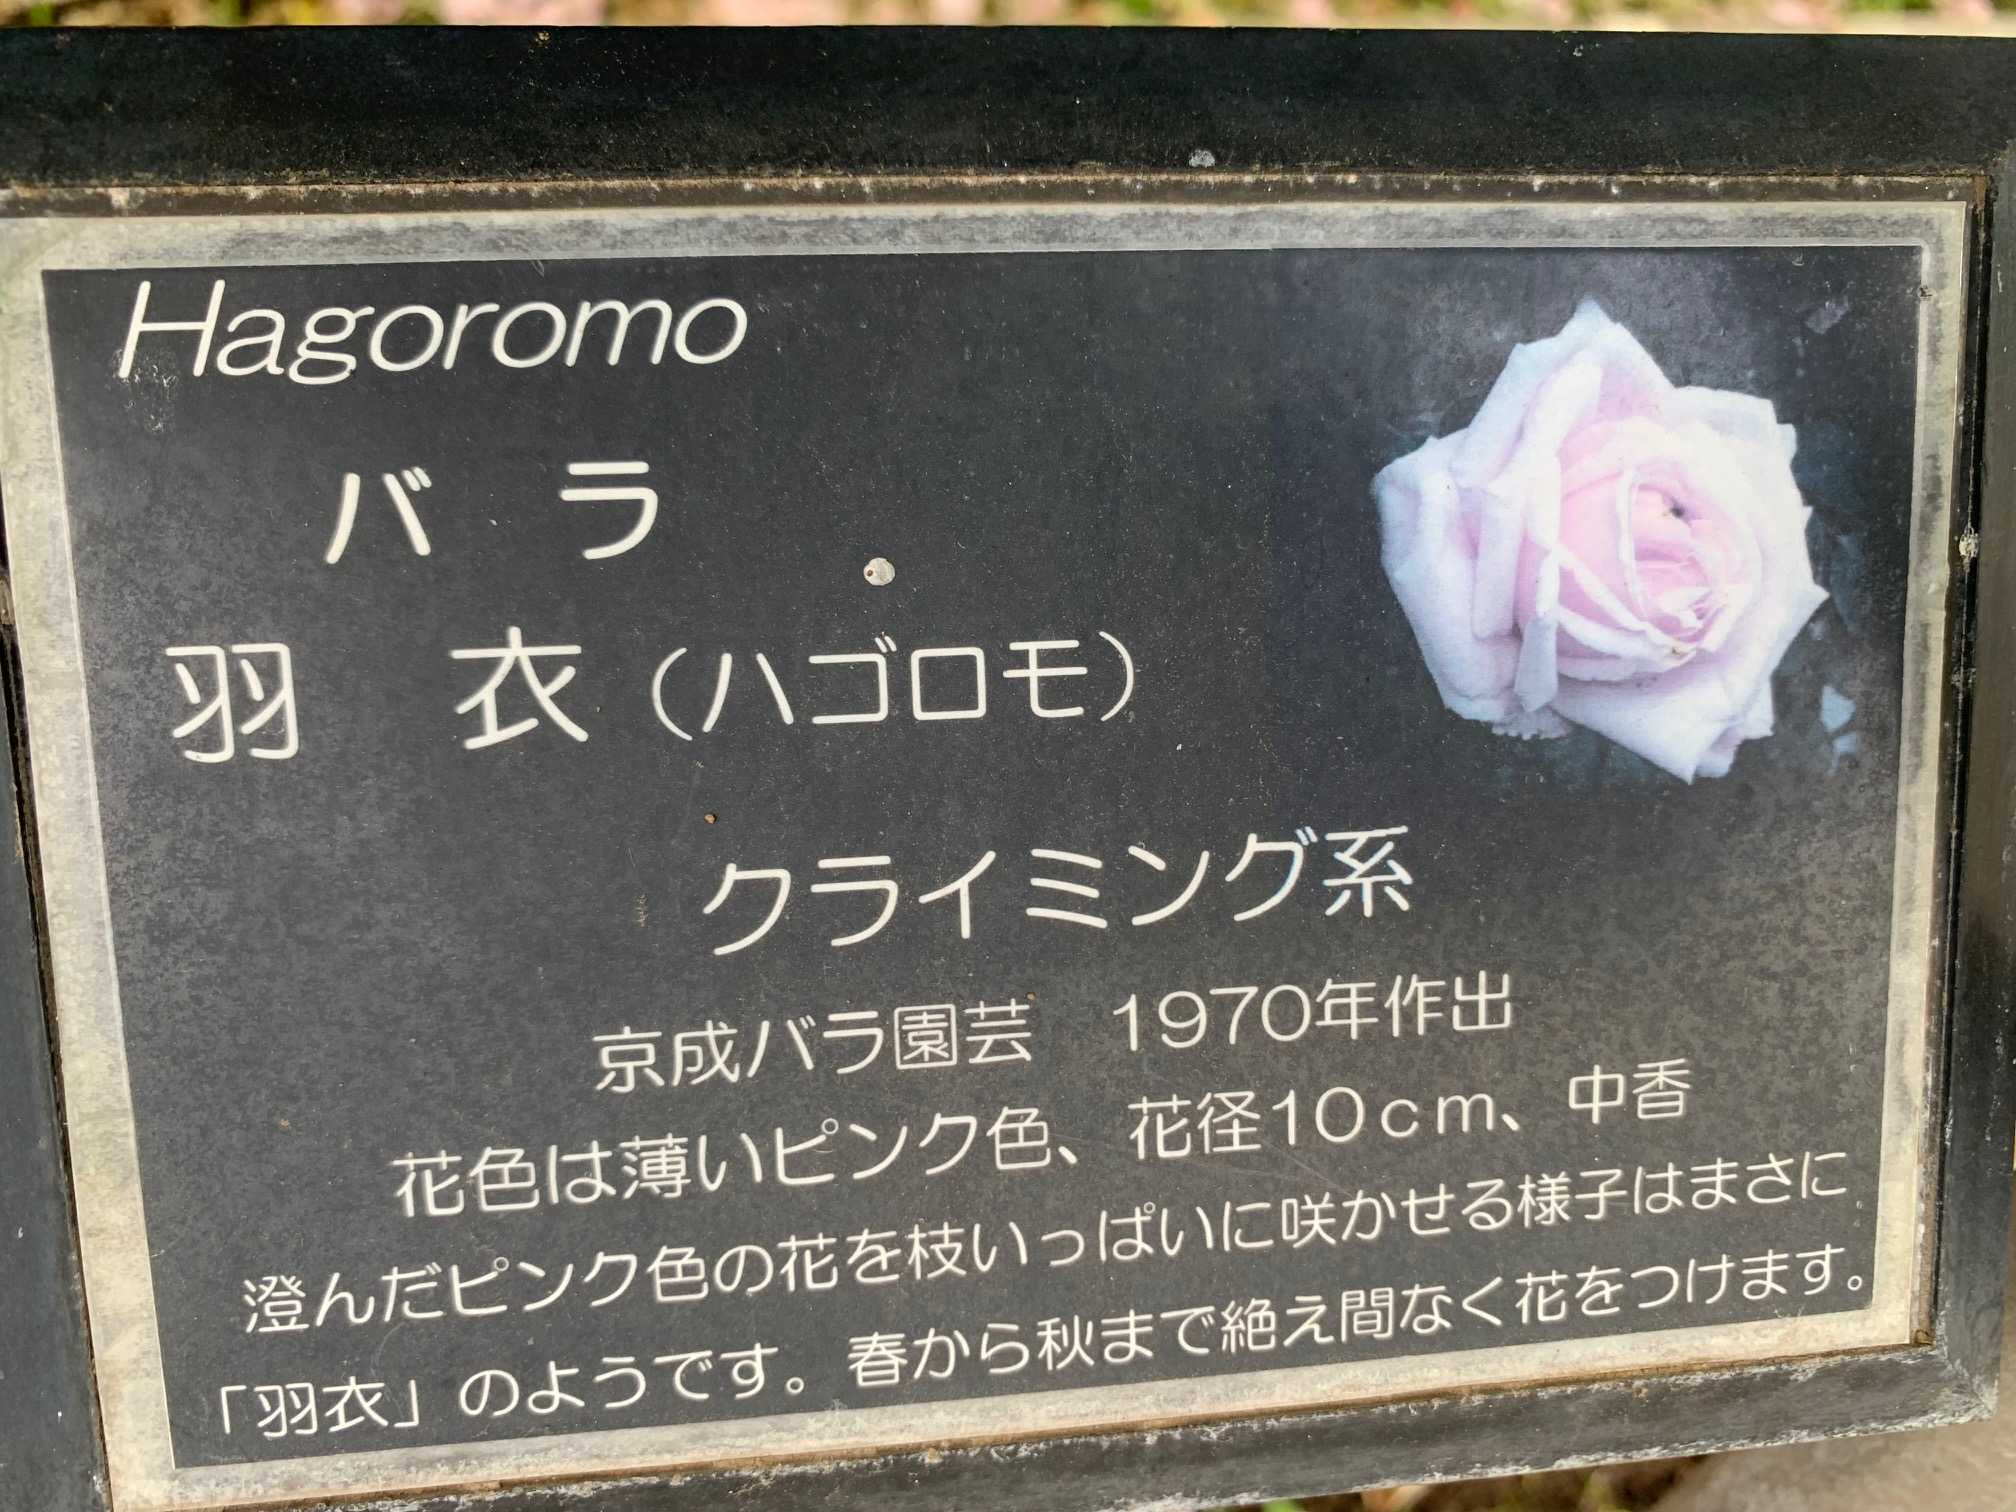 Hagoromo
バ　ラ
羽　衣（ハゴロモ）
クライミング系
京成バラ園芸　1970年作出
花色は薄いピンク色、花径10ｃｍ、中香
澄んだピンク色の花を枝いっぱいに咲かせる様子はまさに
「羽衣」のようです。春から秋まで絶え間なく花をつけます。